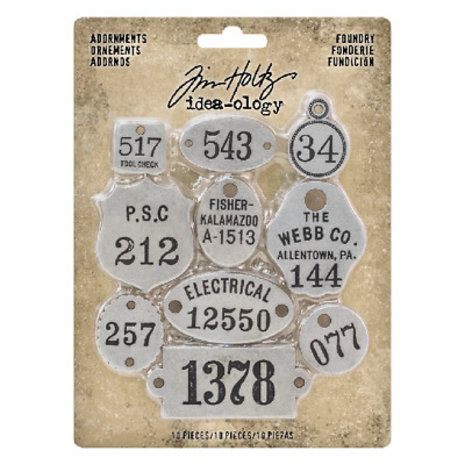 ADORNMENTS
ORNEMENTS
ADORNOS
FOUNDRY
FONDERIE
FUNDICIÓN
Tim Holtz
idea-ology
517
TOOL CHECK
543
34
P.S.C
212
FISHER-
KALAMAZOO
A-1513
THE
WEBB CO.
ALLENTOWN, PA.
144
ELECTRICAL
12550
257
077
1378
10 PIECES/10 PIECES/10 PIEZAS